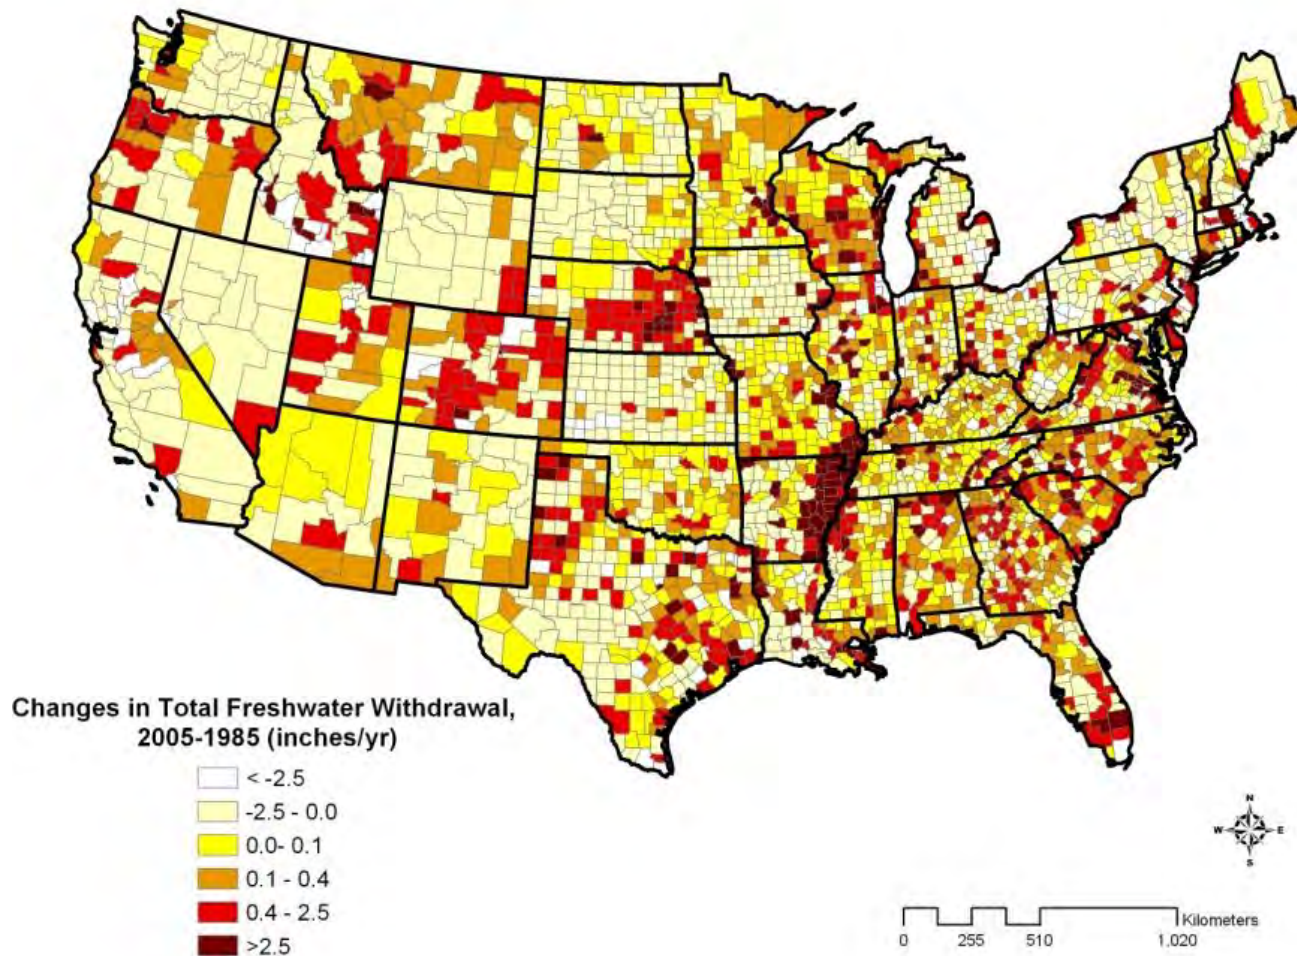 Changes in Total Freshwater Withdrawal,
2005-1985 (inches/yr)
< -2.5
-2.5 - 0.0
0.0- 0.1
0.1 - 0.4
0.4 - 2.5
>2.5
N
W E
S
Kilometers
0 255 510 1,020